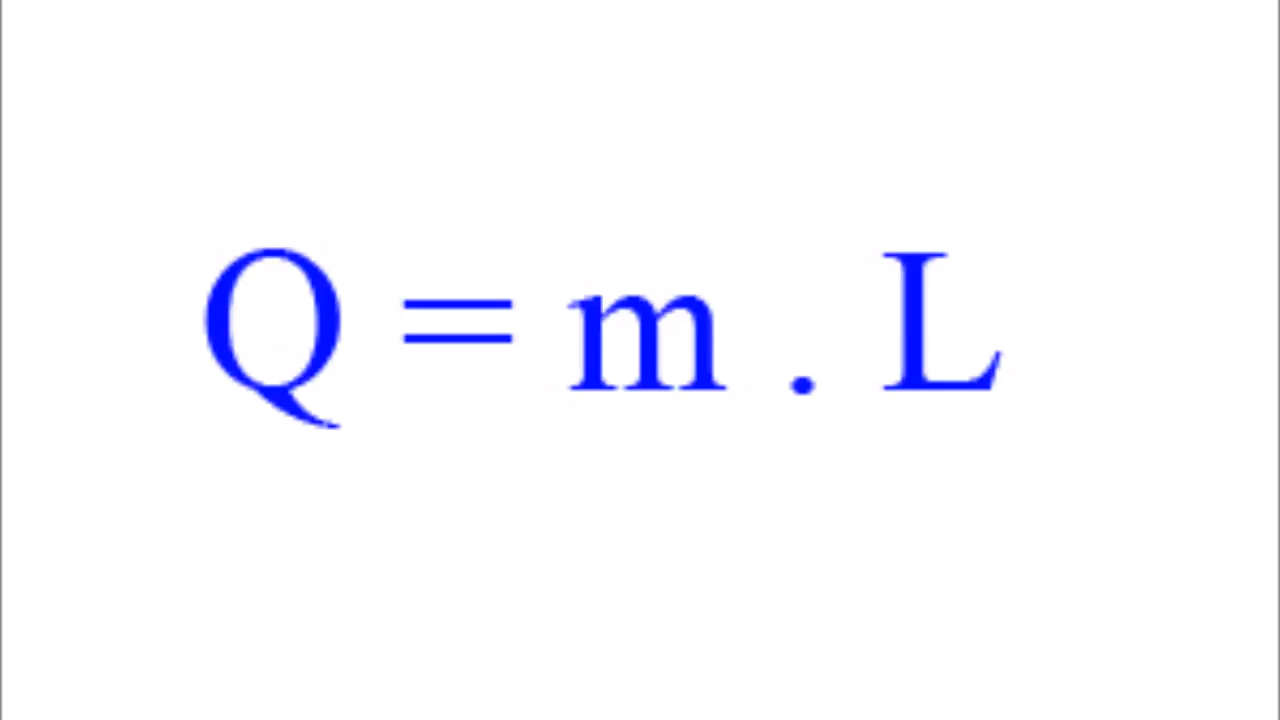 Q = m . L